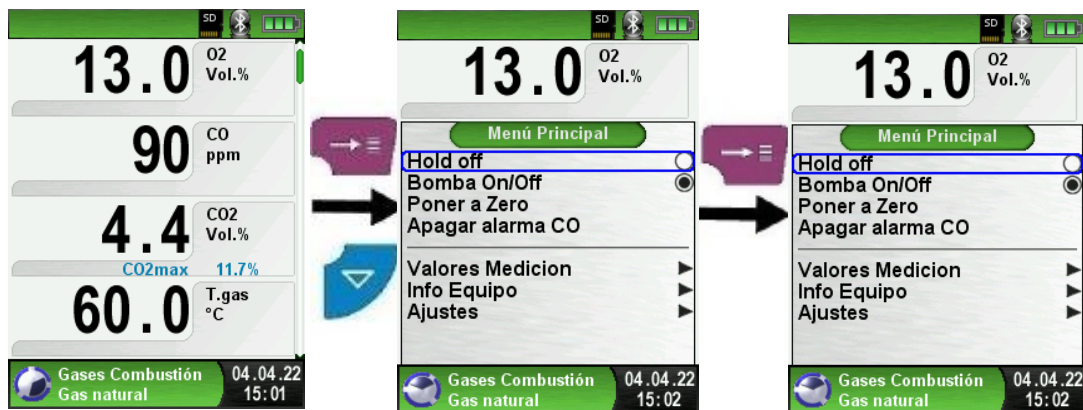 SD
13.0 O2 Vol.%
90 CO ppm
4.4 CO2 Vol.%
CO2max 11.7%
60.0 T.gas °C
Gases Combustión 04.04.22
Gas natural 15:01
SD
13.0 O2 Vol.%
Menú Principal
Hold off
Bomba On/Off
Poner a Zero
Apagar alarma CO
Valores Medicion
Info Equipo
Ajustes
Gases Combustión 04.04.22
Gas natural 15:02
SD
13.0 O2 Vol.%
Menú Principal
Hold off
Bomba On/Off
Poner a Zero
Apagar alarma CO
Valores Medicion
Info Equipo
Ajustes
Gases Combustión 04.04.22
Gas natural 15:02